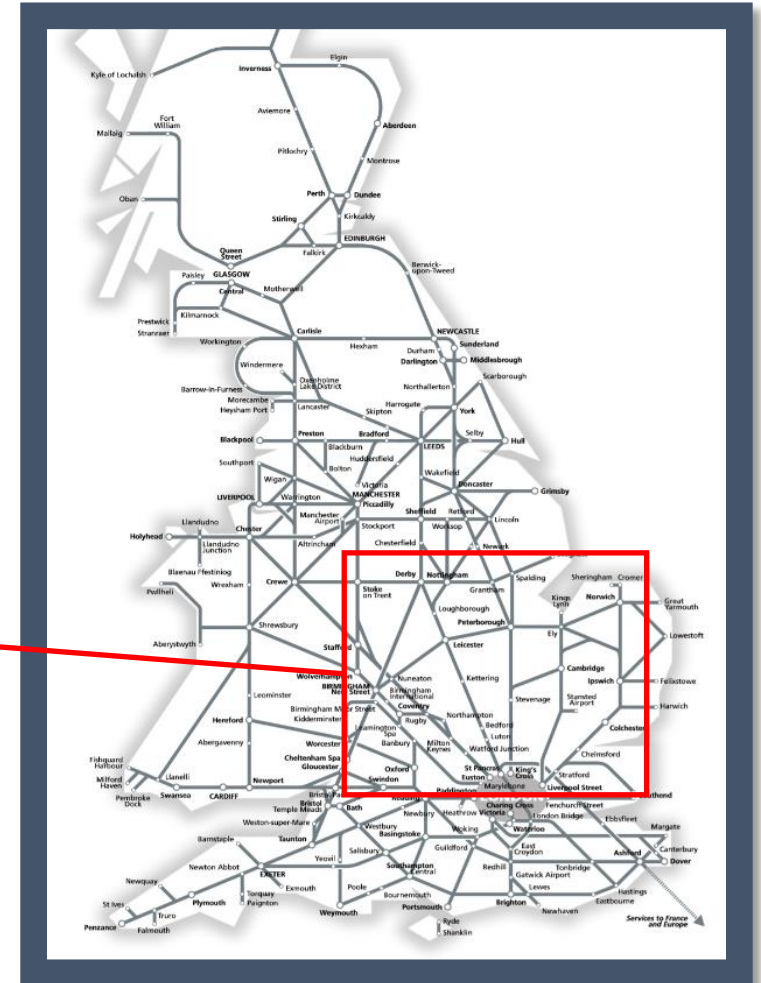 Elgin
Inverness
Kyle of Lochalsh
Aviemore
Fort
William
Mallaig
Aberdeen
Pitlochry
Montrose
Perth
Dundee
Oban
Stirling
Kirkcaldy
EDINBURGH
Queen
Street
Falkirk
Berwick-
upon-Tweed
Paisley
GLASGOW
Central
Motherwell
Prestwick
Kilmarnock
Stranraer
Carlisle
NEWCASTLE
Workington
Hexham
Sunderland
Durham
Darlington
Middlesbrough
Windermere
Scarborough
Oxenholme
Lake District
Northallerton
Barrow-in-Furness
Morecambe
Heysham Port
Lancaster
Harrogate
York
Skipton
Blackpool
Preston
Bradford
Selby
Hull
LEEDS
Blackburn
Huddersfield
Southport
Bolton
Wakefield
Wigan
Victoria
Doncaster
Grimsby
MANCHESTER
LIVERPOOL
Warrington
Piccadilly
Manchester
Airport
Sheffield
Retford
Lincoln
Llandudno
Chester
Stockport
Worksop
Holyhead
Llandudno
Junction
Altrincham
Chesterfield
Newark
Blaenau Ffestiniog
Derby
Nottingham
Pwllheli
Wrexham
Crewe
Stoke
on Trent
Grantham
Spalding
Sheringham
Cromer
Kings
Lynn
Norwich
Great
Yarmouth
Loughborough
Shrewsbury
Peterborough
Ely
Lowestoft
Aberystwyth
Stafford
Leicester
Wolverhampton
Nuneaton
Cambridge
BIRMINGHAM
New Street
Birmingham
International
Kettering
Ipswich
Felixstowe
Leominster
Birmingham Moor Street
Coventry
Stevenage
Stansted
Airport
Kidderminster
Rugby
Northampton
Harwich
Hereford
Leamington
Spa
Bedford
Colchester
Abergavenny
Worcester
Banbury
Milton
Keynes
Luton
Watford Junction
Chelmsford
Cheltenham Spa
Gloucester
Oxford
St Pancras
King's
Cross
Stratford
Fishguard
Harbour
Euston
Swindon
Marylebone
Liverpool Street
Milford
Haven
Llanelli
Newport
Paddington
Pembroke
Dock
Swansea
CARDIFF
Reading
Bristol
Temple Meads
Bath
Newbury
Heathrow
Victoria
Charing Cross
Fenchurch Street
London Bridge
Ebbsfleet
Weston-super-Mare
Westbury
Basingstoke
Woking
Waterloo
Margate
Barnstaple
Taunton
Salisbury
Guildford
East
Croydon
Canterbury
Newton Abbot
Yeovil
Southampton
Central
Redhill
Tonbridge
Ashford
Dover
EXETER
Gatwick Airport
Newquay
Exmouth
Poole
Lewes
Hastings
St Ives
Plymouth
Torquay
Paignton
Bournemouth
Eastbourne
Truro
Weymouth
Portsmouth
Brighton
Newhaven
Penzance
Falmouth
Ryde
Shanklin
Services to France
and Europe